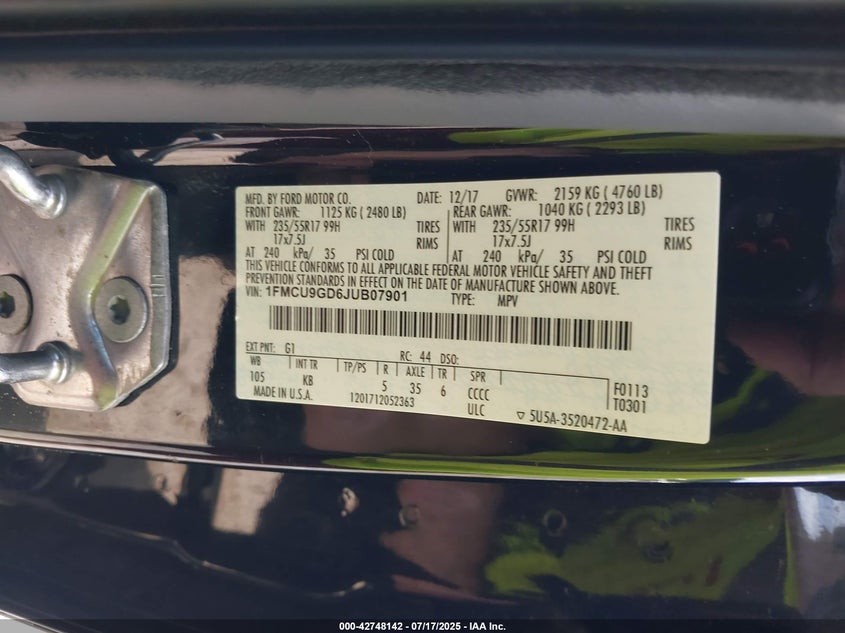 MFD. BY FORD MOTOR CO. DATE: 12/17 GVWR: 2159 KG ( 4760 LB)
FRONT GAWR: 1125 KG ( 2480 LB) REAR GAWR: 1040 KG ( 2293 LB)
WITH 235/55R17 99H TIRES WITH 235/55R17 99H TIRES
17x7.5J RIMS 17x7.5J RIMS
AT 240 kPa/ 35 PSI COLD AT 240 kPa/ 35 PSI COLD
THIS VEHICLE CONFORMS TO ALL APPLICABLE FEDERAL MOTOR VEHICLE SAFETY AND THEFT
PREVENTION STANDARDS IN EFFECT ON THE DATE OF MANUFACTURE SHOWN ABOVE.
VIN: 1FMCU9GD6JUB07901 TYPE: MPV
EXT PNT: G1 RC: 44 DSO:
WB INT TR TP/PS R AXLE TR SPR
105 KB 5 35 6 CCCC F0113
MADE IN U.S.A. 1201712052363 ULC T0301
▽ 5U5A-3520472-AA
000-42748142 - 07/17/2025 - IAA Inc.